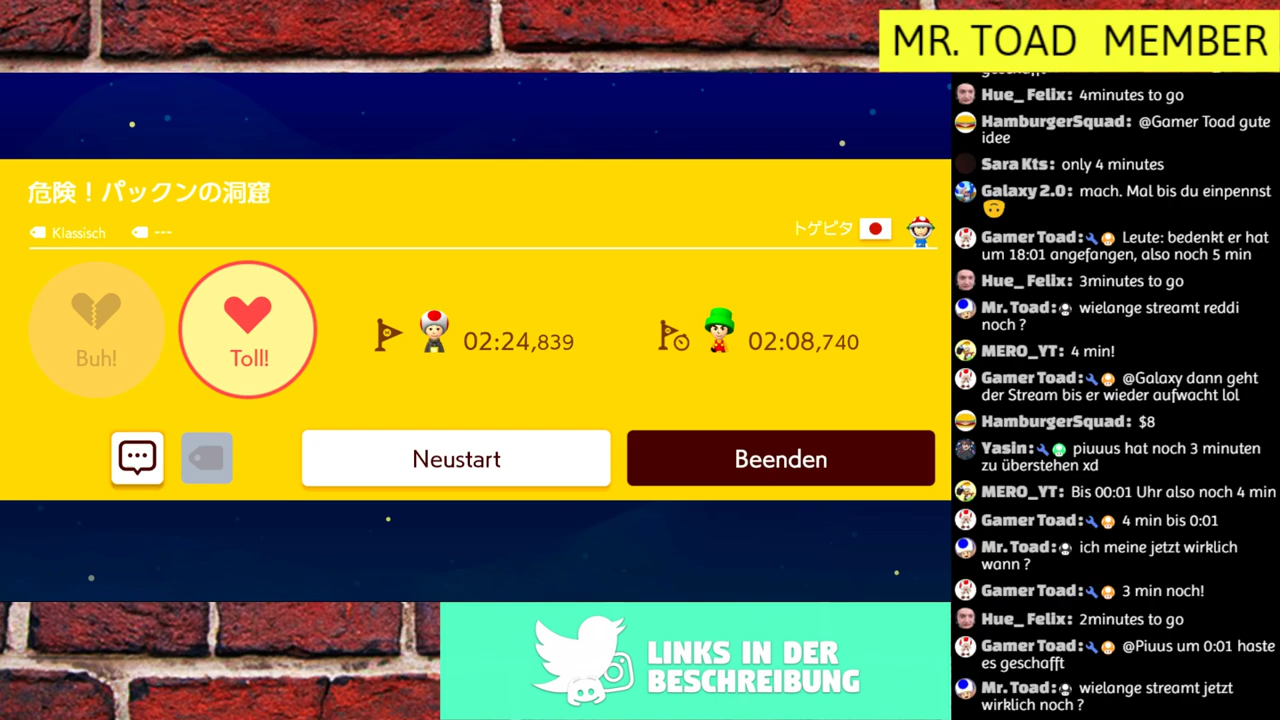 MR. TOAD MEMBER
危険！パックンの洞窟
Klassisch
---
トゲピタ
Buh!
Toll!
02:24,839
02:08,740
Neustart
Beenden
LINKS IN DER
BESCHREIBUNG
Hue_Felix: 4minutes to go
HamburgerSquad: @Gamer Toad gute
idee
Sara Kts: only 4 minutes
Galaxy 2.0: mach. Mal bis du einpennst
Gamer Toad: Leute: bedenkt er hat
um 18:01 angefangen, also noch 5 min
Hue_Felix: 3minutes to go
Mr. Toad: wielange streamt reddi
noch ?
MERO_YT: 4 min!
Gamer Toad: @Galaxy dann geht
der Stream bis er wieder aufwacht lol
HamburgerSquad: $8
Yasin: piuuus hat noch 3 minuten
zu überstehen xd
MERO_YT: Bis 00:01 Uhr also noch 4 min
Gamer Toad: 4 min bis 0:01
Mr. Toad: ich meine jetzt wirklich
wann ?
Gamer Toad: 3 min noch!
Hue_Felix: 2minutes to go
Gamer Toad: @Piuus um 0:01 haste
es geschafft
Mr. Toad: wielange streamt jetzt
wirklich noch ?